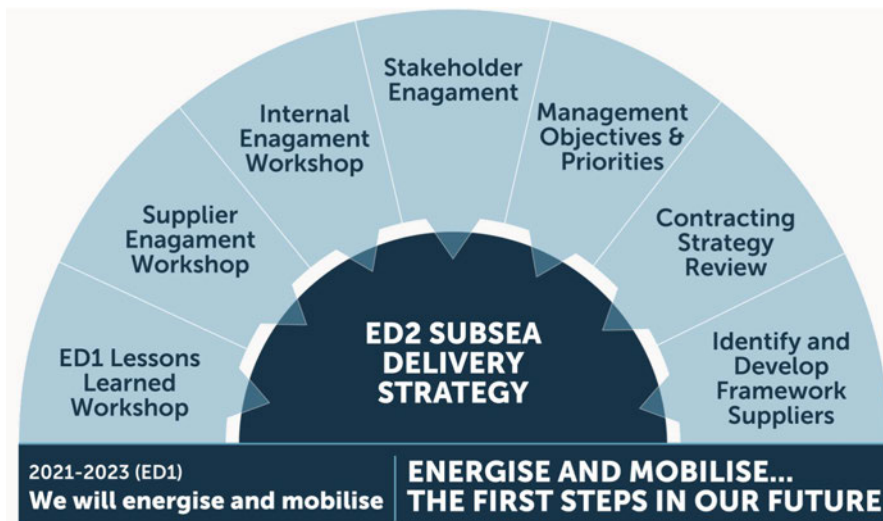 ED1 Lessons
Learned
Workshop
Supplier
Enagament
Workshop
Internal
Enagament
Workshop
Stakeholder
Enagament
Management
Objectives &
Priorities
Contracting
Strategy
Review
Identify and
Develop
Framework
Suppliers
ED2 SUBSEA
DELIVERY
STRATEGY
2021-2023 (ED1)
We will energise and mobilise
ENERGISE AND MOBILISE...
THE FIRST STEPS IN OUR FUTURE